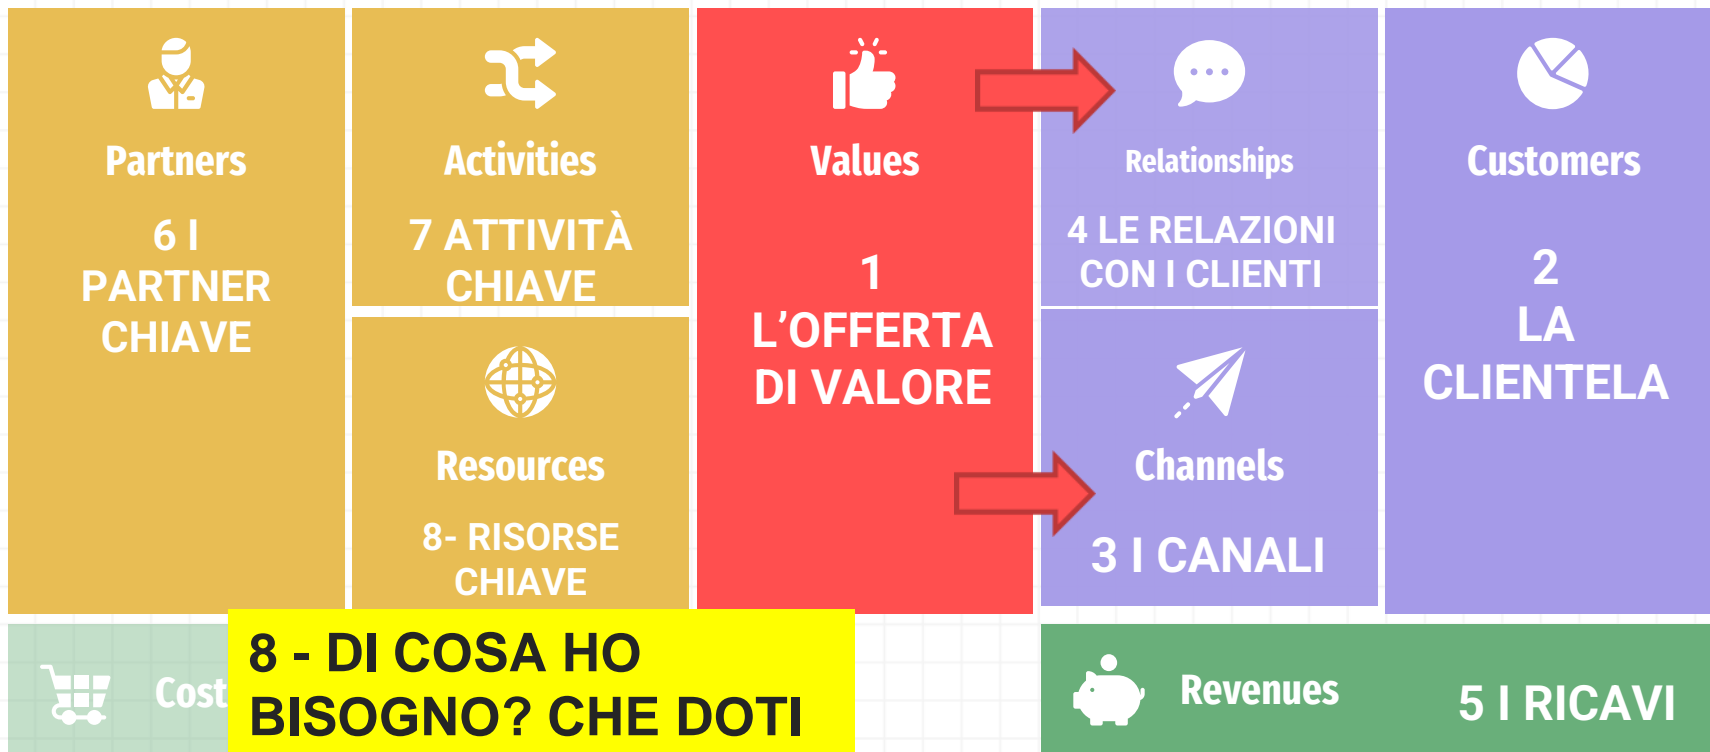 Partners
6 I
PARTNER
CHIAVE
Activities
7 ATTIVITÀ
CHIAVE
Resources
8- RISORSE
CHIAVE
Values
1
L’OFFERTA
DI VALORE
Relationships
4 LE RELAZIONI
CON I CLIENTI
Channels
3 I CANALI
Customers
2
LA
CLIENTELA
Cost
8 - DI COSA HO
BISOGNO? CHE DOTI
Revenues
5 I RICAVI